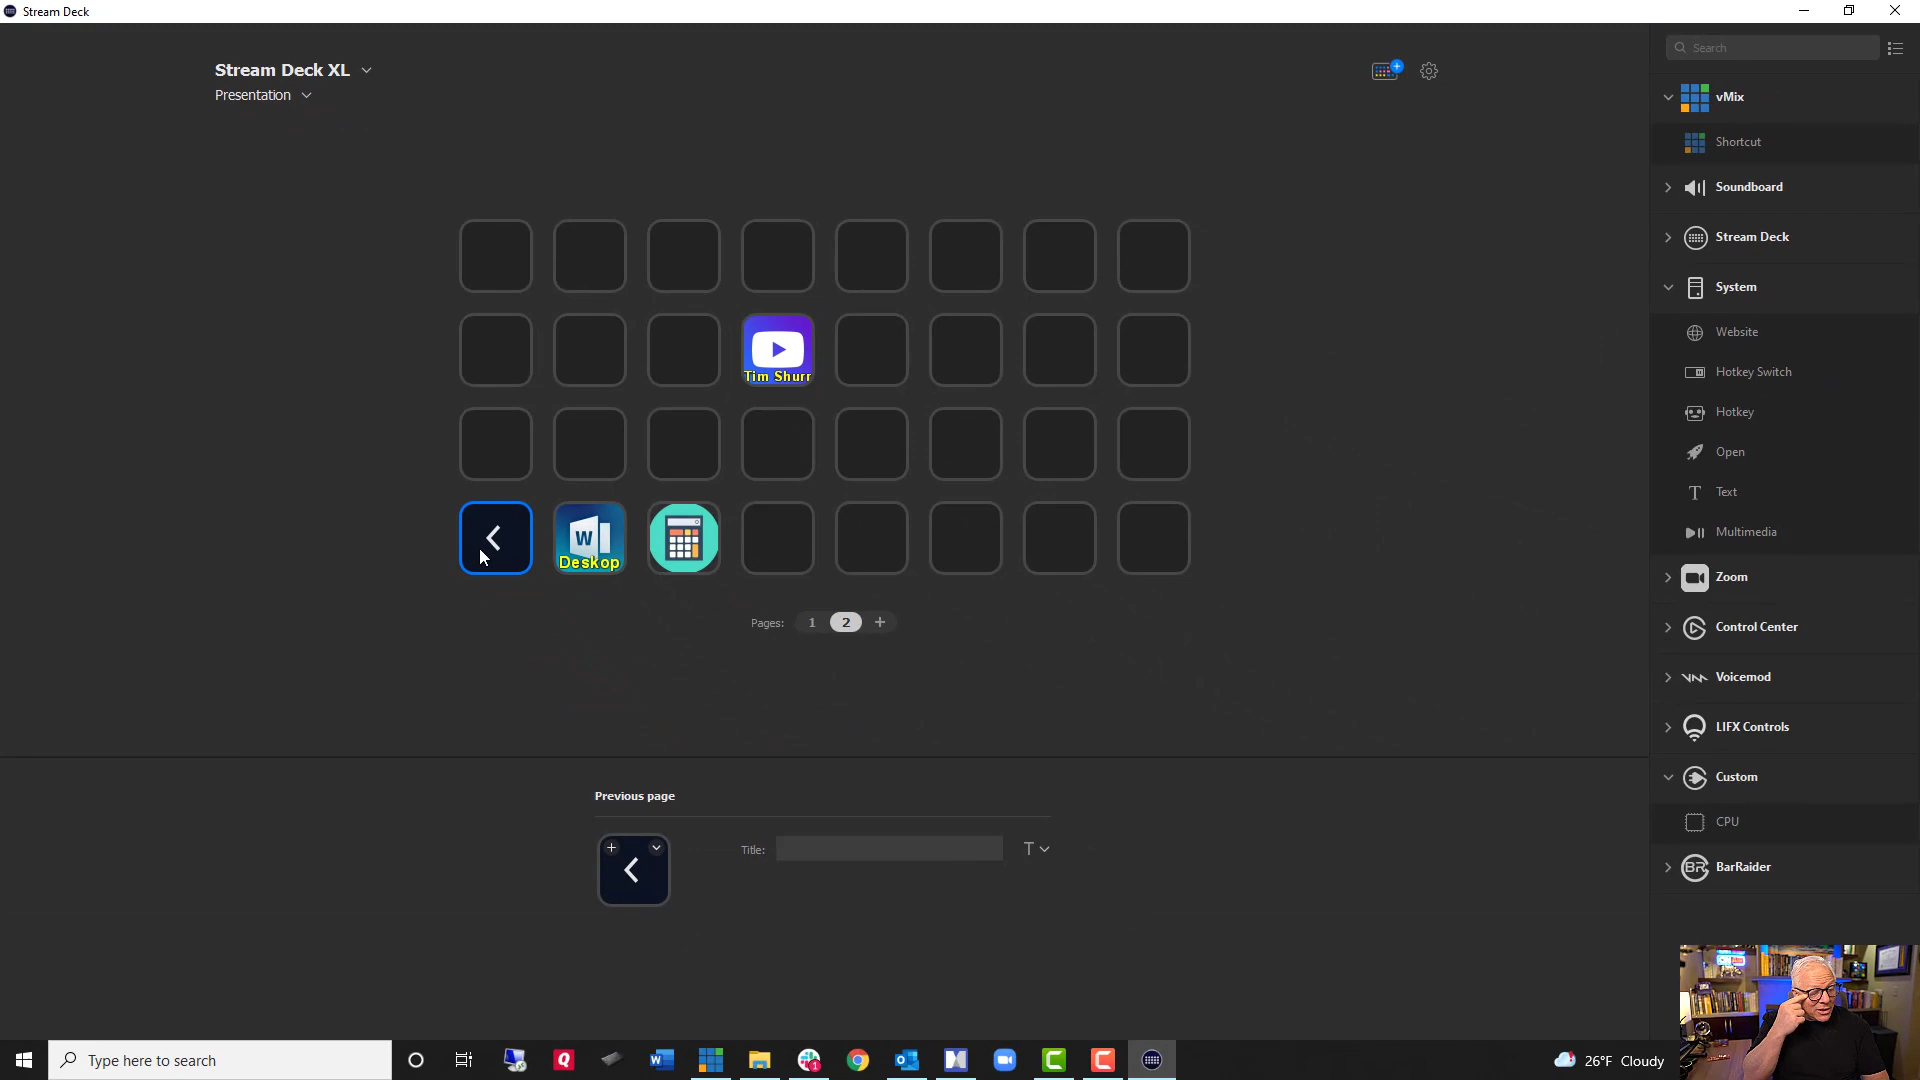 Stream Deck
Stream Deck XL
Presentation
Search
vMix
Shortcut
Soundboard
Stream Deck
System
Website
Hotkey Switch
Hotkey
Open
Text
Multimedia
Zoom
Control Center
Voicemod
LIFX Controls
Custom
CPU
BR BarRaider
Tim Shurr
W
Deskop
Pages: 1 2 +
Previous page
Title:
T
Type here to search
26°F Cloudy